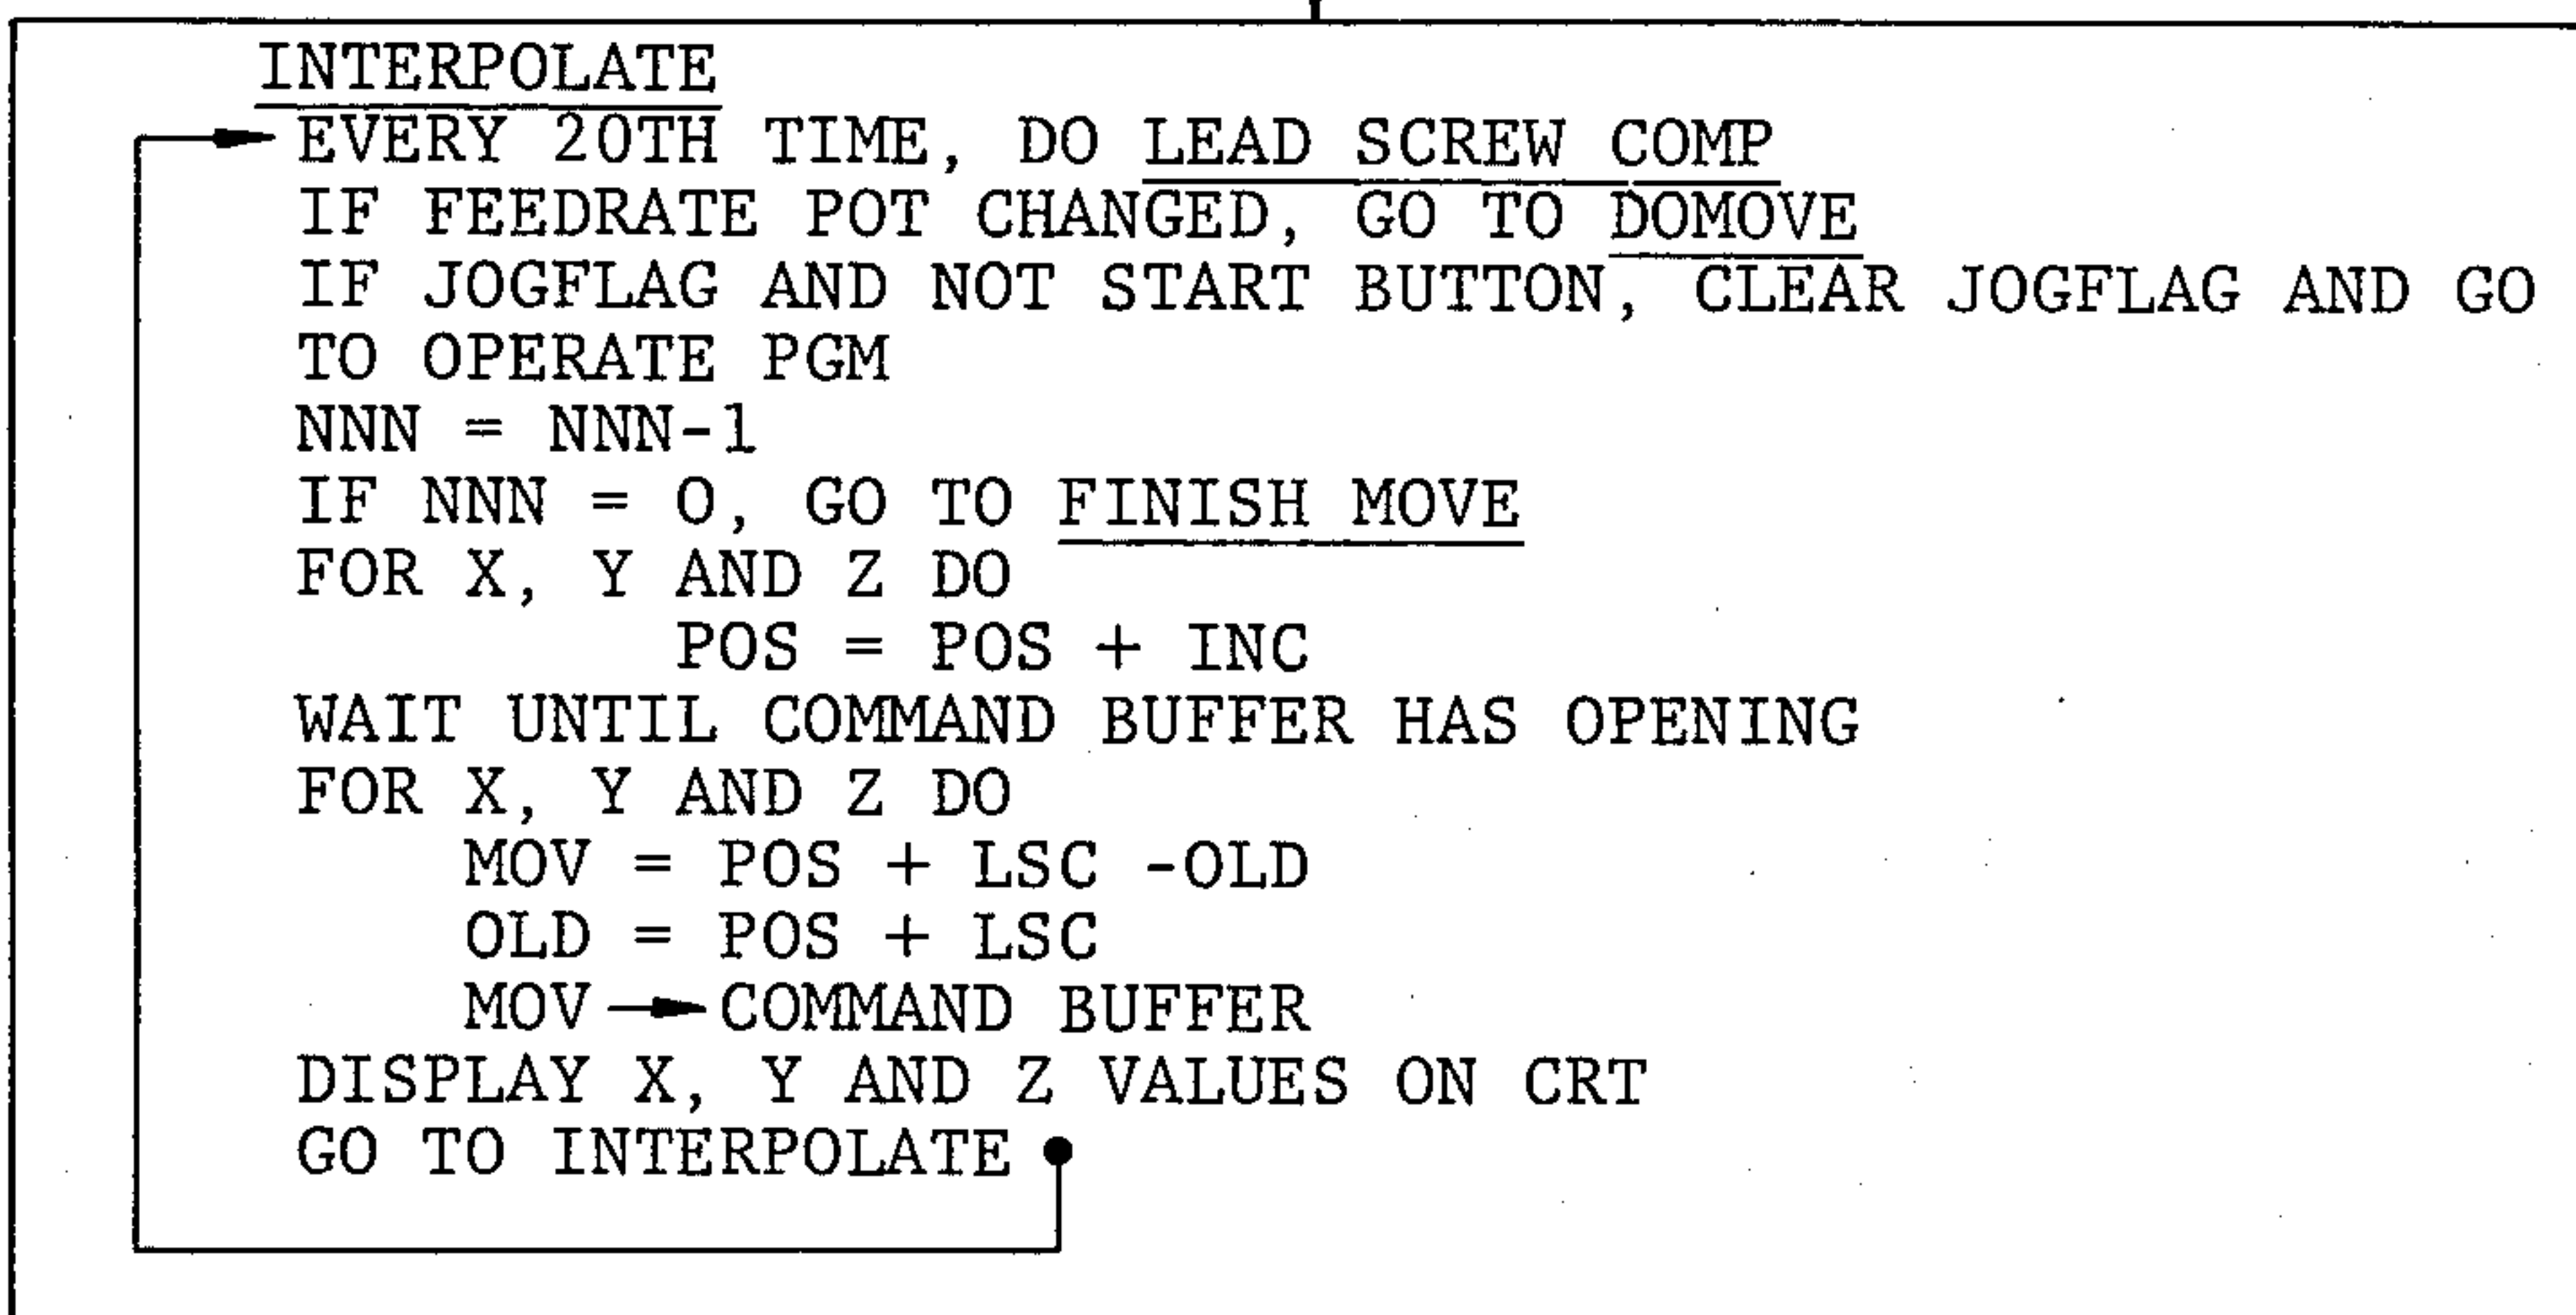 INTERPOLATE
EVERY 20TH TIME, DO LEAD SCREW COMP
IF FEEDRATE POT CHANGED, GO TO DOMOVE
IF JOGFLAG AND NOT START BUTTON, CLEAR JOGFLAG AND GO
TO OPERATE PGM
NNN = NNN-1
IF NNN = 0, GO TO FINISH MOVE
FOR X, Y AND Z DO
POS = POS + INC
WAIT UNTIL COMMAND BUFFER HAS OPENING
FOR X, Y AND Z DO
MOV = POS + LSC -OLD
OLD = POS + LSC
MOV → COMMAND BUFFER
DISPLAY X, Y AND Z VALUES ON CRT
GO TO INTERPOLATE